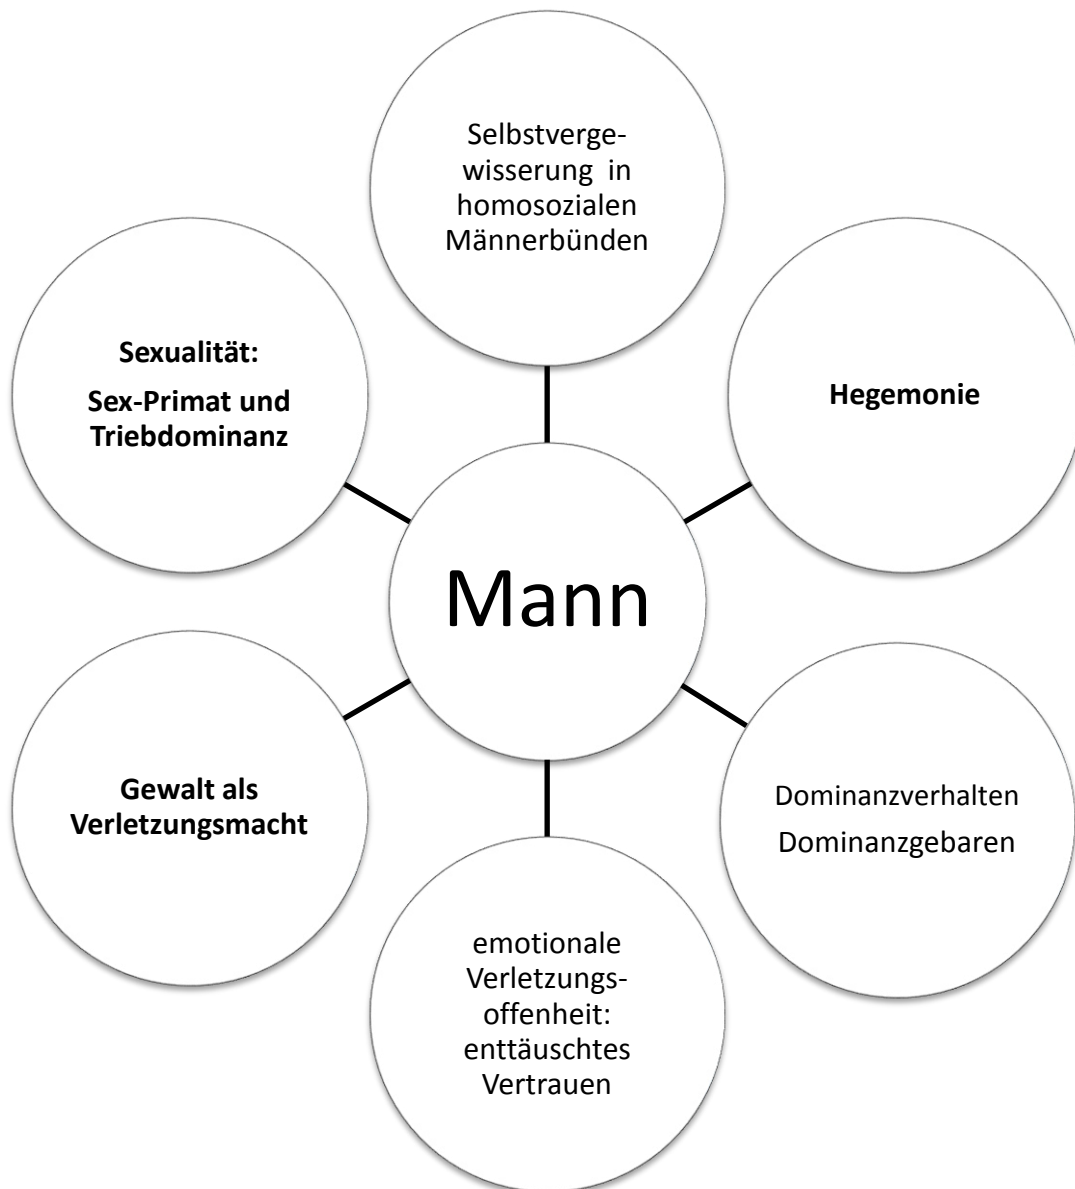 Selbstverge-
wisserung  in
homosozialen
Männerbünden
Sexualität:
Sex-Primat und
Triebdominanz
Hegemonie
Mann
Gewalt als
Verletzungsmacht
Dominanzverhalten
Dominanzgebaren
emotionale
Verletzungs-
offenheit:
enttäuschtes
Vertrauen